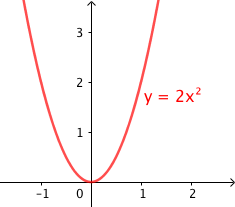 3
2
y = 2x²
1
-1 0 1 2